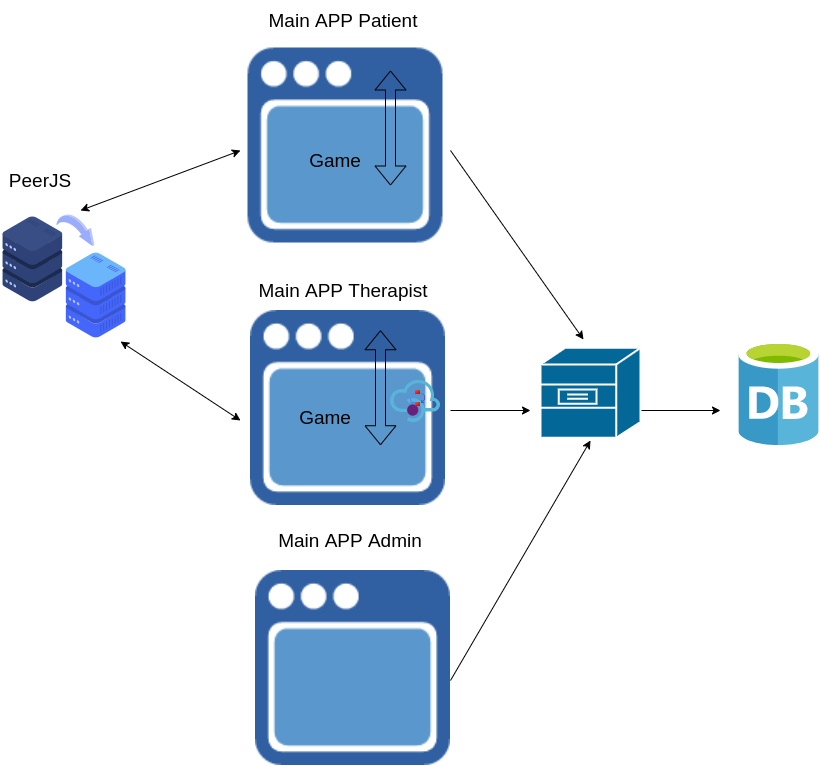 Main APP Patient
Game
PeerJS
Main APP Therapist
Game
DB
Main APP Admin